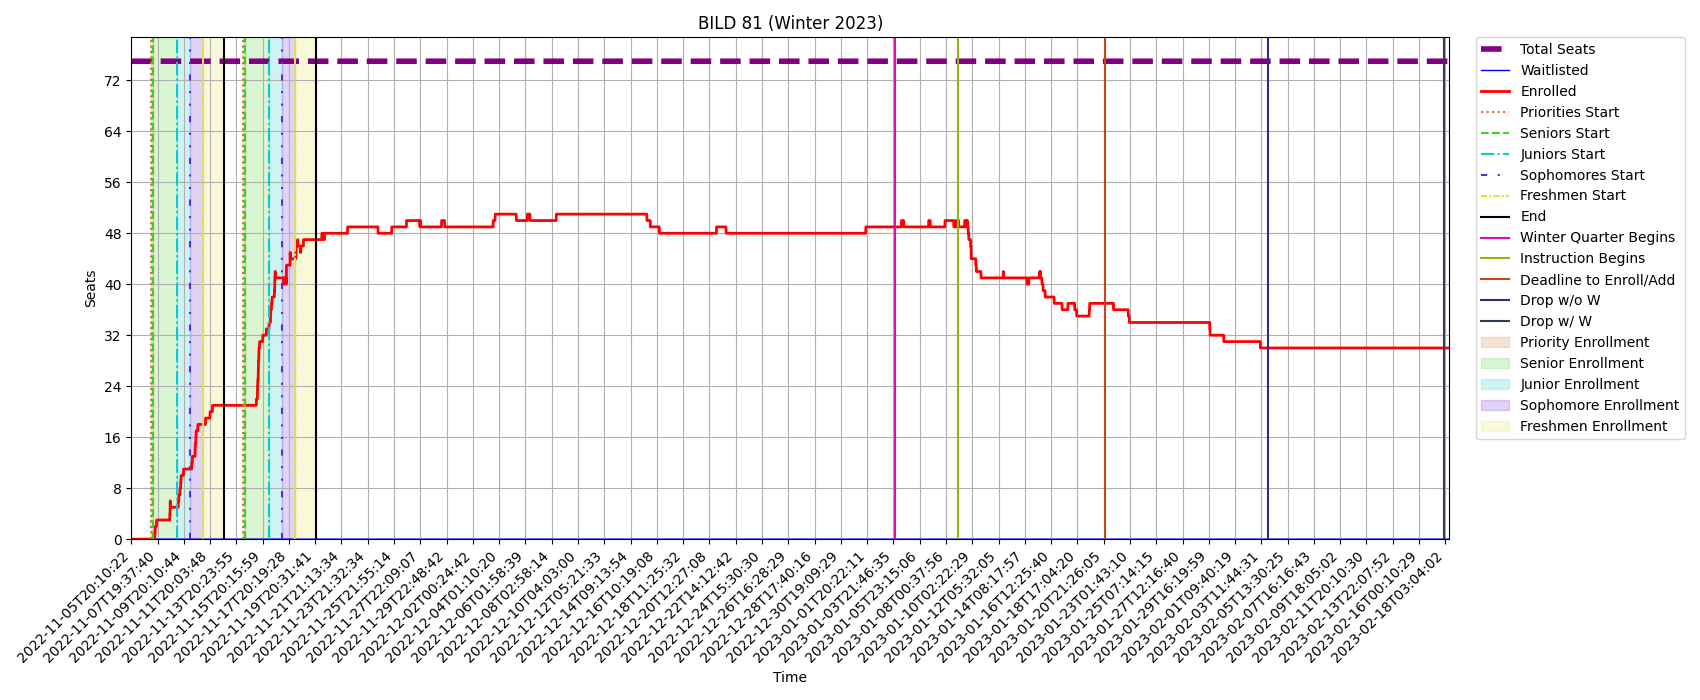 BILD 81 (Winter 2023)
Seats
72
64
56
48
40
32
24
16
8
0
2022-11-05T20:10:22
2022-11-07T19:37:40
2022-11-09T20:10:44
2022-11-11T20:03:48
2022-11-13T20:23:55
2022-11-15T20:15:59
2022-11-17T20:19:28
2022-11-19T20:31:41
2022-11-21T21:13:34
2022-11-23T21:32:34
2022-11-25T21:55:14
2022-11-27T22:09:07
2022-11-29T22:48:42
2022-12-02T00:24:42
2022-12-04T01:10:20
2022-12-06T01:58:39
2022-12-08T02:58:14
2022-12-10T04:03:00
2022-12-12T05:21:33
2022-12-14T09:13:54
2022-12-16T10:19:08
2022-12-18T11:25:32
2022-12-20T12:27:08
2022-12-22T14:12:42
2022-12-24T15:30:30
2022-12-26T16:28:29
2022-12-28T17:40:16
2022-12-30T19:09:29
2023-01-01T20:22:11
2023-01-03T21:46:35
2023-01-05T23:15:06
2023-01-08T00:37:56
2023-01-10T02:22:29
2023-01-12T05:32:05
2023-01-14T08:17:57
2023-01-16T12:25:40
2023-01-18T17:04:20
2023-01-20T21:26:05
2023-01-23T01:43:10
2023-01-25T07:14:15
2023-01-27T12:16:40
2023-01-29T16:19:59
2023-02-01T09:40:19
2023-02-03T11:44:31
2023-02-05T13:30:25
2023-02-07T16:16:43
2023-02-09T18:05:02
2023-02-11T20:10:30
2023-02-13T22:07:52
2023-02-16T00:10:29
2023-02-18T03:04:02
Time
Total Seats
Waitlisted
Enrolled
Priorities Start
Seniors Start
Juniors Start
Sophomores Start
Freshmen Start
End
Winter Quarter Begins
Instruction Begins
Deadline to Enroll/Add
Drop w/o W
Drop w/ W
Priority Enrollment
Senior Enrollment
Junior Enrollment
Sophomore Enrollment
Freshmen Enrollment